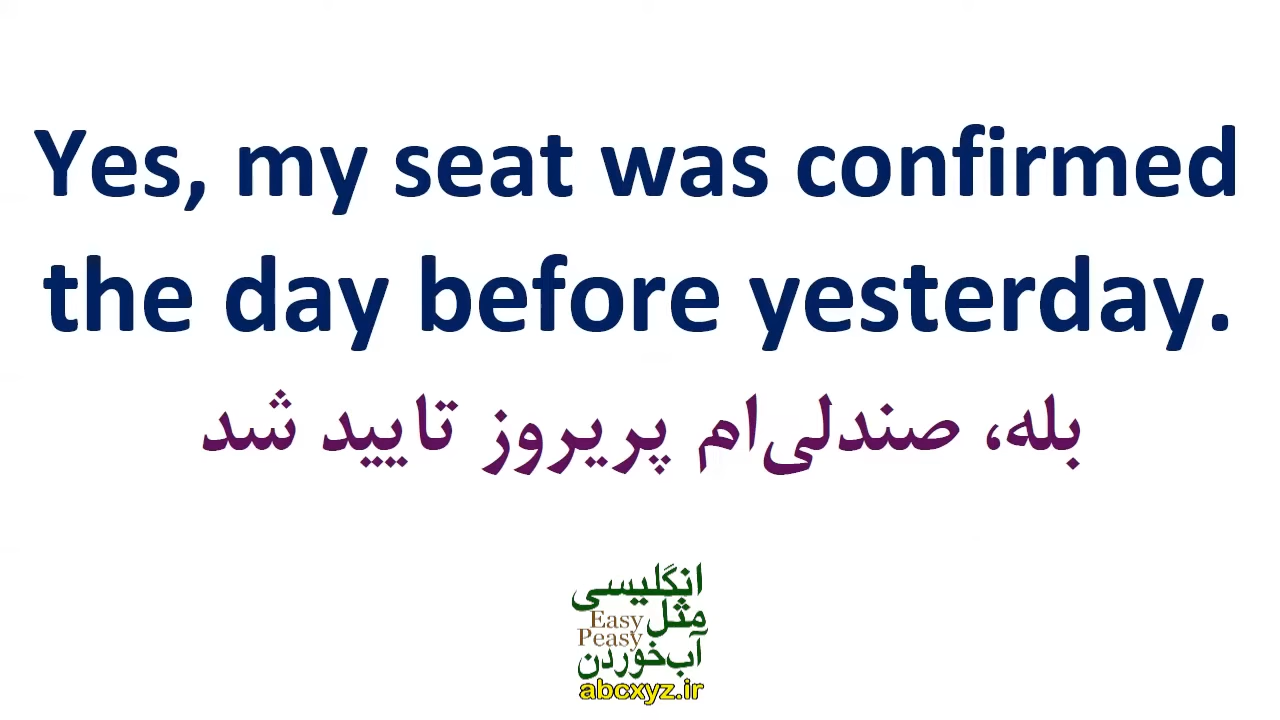 Yes, my seat was confirmed
the day before yesterday.
بله، صندلی‌ام پریروز تایید شد
انگلیسی
مثل
Easy
Peasy
آب‌خوردن
abcxyz.ir